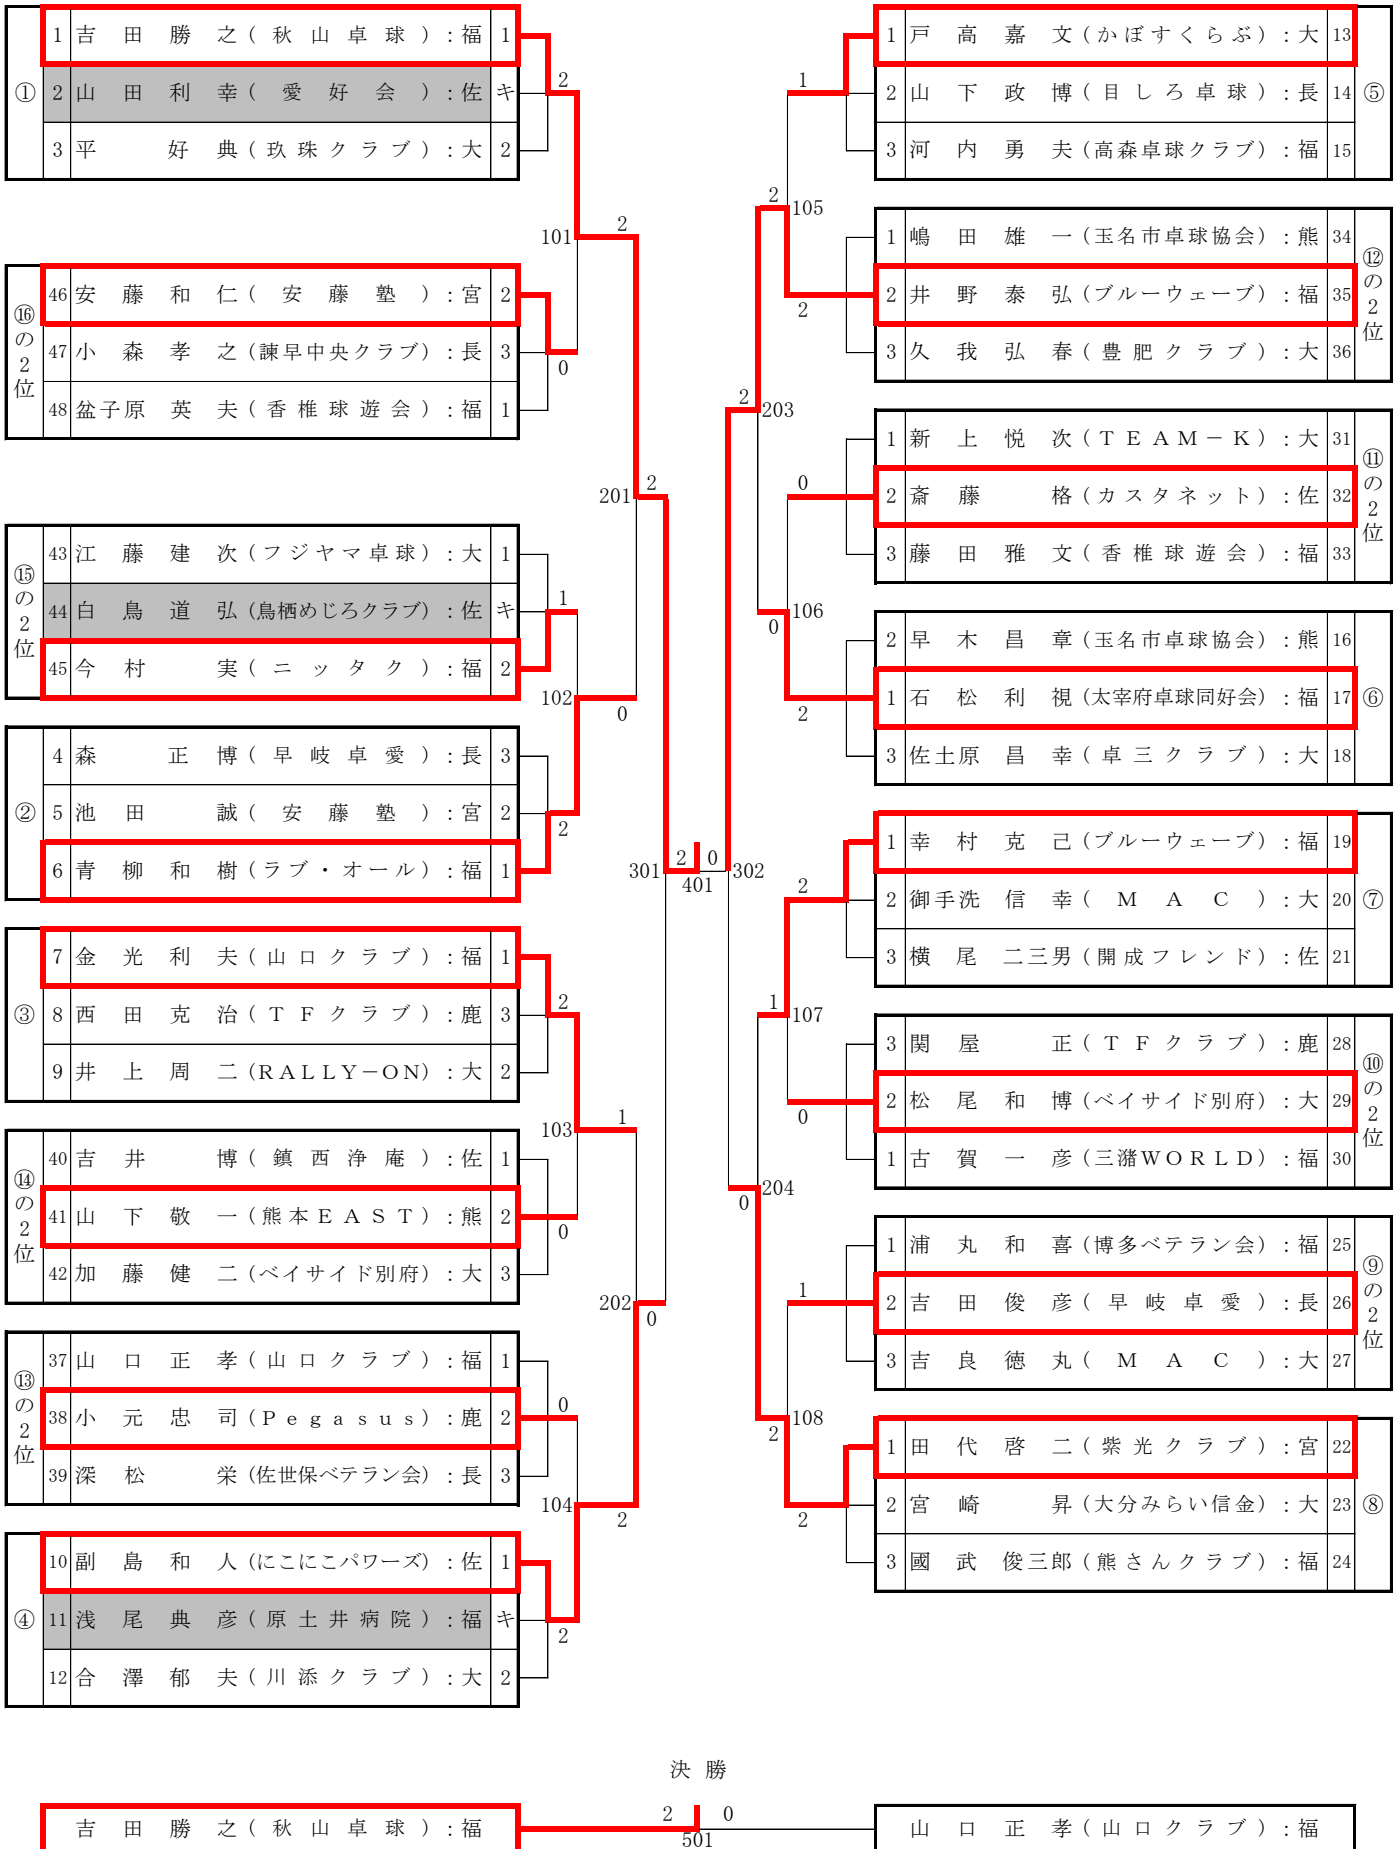 ① 1 吉田勝之(秋山卓球):福 1
2 山田利幸(愛好会):佐 キ
3 平好典(玖珠クラブ):大 2
2
101
2
⑯の2位 46 安藤和仁(安藤塾):宮 2
47 小森孝之(諫早中央クラブ):長 3
48 盆子原英夫(香椎球遊会):福 1
0
201
2
⑮の2位 43 江藤建次(フジヤマ卓球):大 1
44 白鳥道弘(鳥栖めじろクラブ):佐 キ
45 今村実(ニッタク):福 2
1
102
0
② 4 森正博(早岐卓愛):長 3
5 池田誠(安藤塾):宮 2
6 青柳和樹(ラブ・オール):福 1
2
301
2 0
401
302
③ 7 金光利夫(山口クラブ):福 1
8 西田克治(TFクラブ):鹿 3
9 井上周二(RALLY-ON):大 2
2
103
1
⑭の2位 40 吉井博(鎮西浄庵):佐 1
41 山下敬一(熊本EAST):熊 2
42 加藤健二(ベイサイド別府):大 3
0
202
0
⑬の2位 37 山口正孝(山口クラブ):福 1
38 小元忠司(Pegasus):鹿 2
39 深松栄(佐世保ベテラン会):長 3
0
104
2
④ 10 副島和人(にこにこパワーズ):佐 1
11 浅尾典彦(原土井病院):福 キ
12 合澤郁夫(川添クラブ):大 2
2
1 戸高嘉文(かぼすくらぶ):大 13 ⑤
2 山下政博(目しろ卓球):長 14
3 河内勇夫(高森卓球クラブ):福 15
1
2
105
1 嶋田雄一(玉名市卓球協会):熊 34 ⑫の2位
2 井野泰弘(ブルーウェーブ):福 35
3 久我弘春(豊肥クラブ):大 36
2
2
203
1 新上悦次(TEAM-K):大 31 ⑪の2位
2 斎藤格(カスタネット):佐 32
3 藤田雅文(香椎球遊会):福 33
0
106
0
2 早木昌章(玉名市卓球協会):熊 16 ⑥
1 石松利視(太宰府卓球同好会):福 17
3 佐土原昌幸(卓三クラブ):大 18
2
1 幸村克己(ブルーウェーブ):福 19 ⑦
2 御手洗信幸(MAC):大 20
3 横尾二三男(開成フレンド):佐 21
2
1
107
3 関屋正(TFクラブ):鹿 28 ⑩の2位
2 松尾和博(ベイサイド別府):大 29
1 古賀一彦(三潴WORLD):福 30
0
204
0
1 浦丸和喜(博多ベテラン会):福 25 ⑨の2位
2 吉田俊彦(早岐卓愛):長 26
3 吉良徳丸(MAC):大 27
1
108
2
1 田代啓二(紫光クラブ):宮 22 ⑧
2 宮崎昇(大分みらい信金):大 23
3 國武俊三郎(熊さんクラブ):福 24
2
決勝
吉田勝之(秋山卓球):福 2 0 山口正孝(山口クラブ):福
501